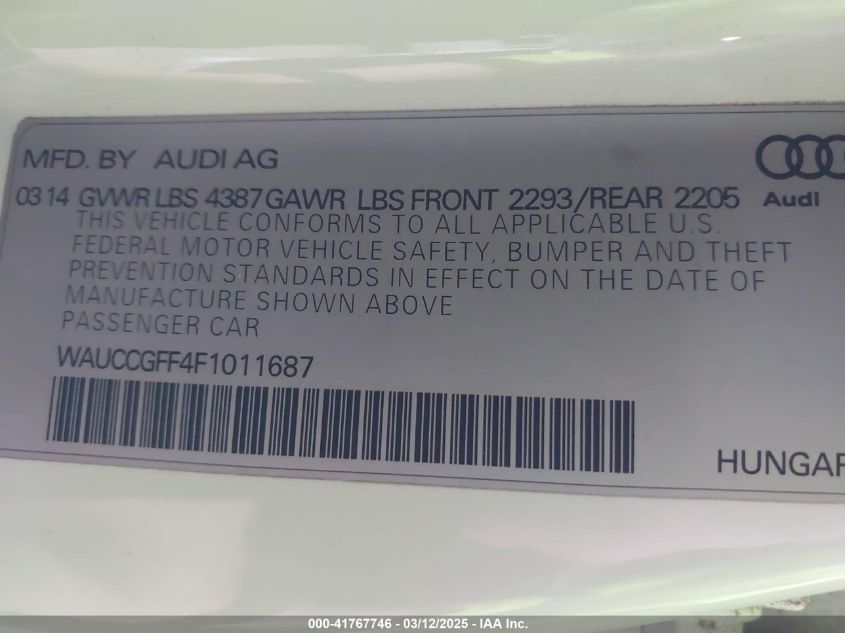 MFD. BY AUDI AG
03 14 GVWR LBS 4387 GAWR LBS FRONT 2293/REAR 2205
Audi
THIS VEHICLE CONFORMS TO ALL APPLICABLE U.S.
FEDERAL MOTOR VEHICLE SAFETY, BUMPER AND THEFT
PREVENTION STANDARDS IN EFFECT ON THE DATE OF
MANUFACTURE SHOWN ABOVE
PASSENGER CAR
WAUCCGFF4F1011687
HUNGAR
000-41767746 - 03/12/2025 - IAA Inc.